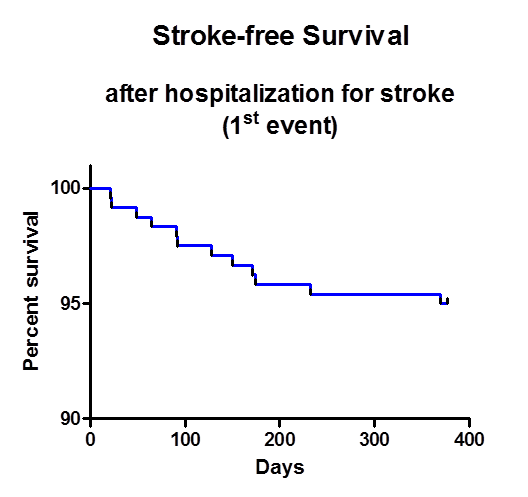 Stroke-free Survival
after hospitalization for stroke
(1st event)
Percent survival
100
95
90
0 100 200 300 400
Days